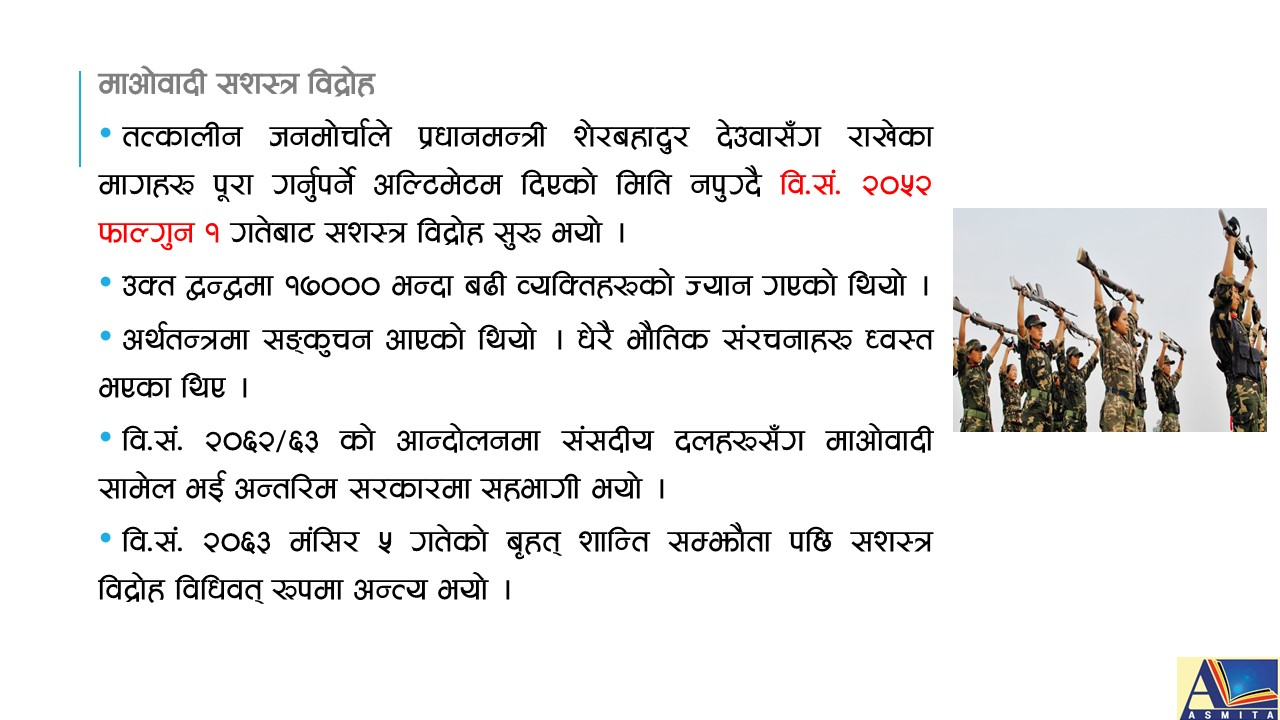 माओवादी सशस्त्र विद्रोह
• तत्कालीन जनमोर्चाले प्रधानमन्त्री शेरबहादुर देउवासँग राखेका
मागहरु पूरा गर्नुपर्ने अल्टिमेटम दिएको मिति नपुग्दै वि.सं. २०५२
फाल्गुन १ गतेबाट सशस्त्र विद्रोह सुरु भयो ।
• उक्त द्वन्द्वमा १७००० भन्दा बढी व्यक्तिहरुको ज्यान गएको थियो ।
• अर्थतन्त्रमा सङ्कुचन आएको थियो । धेरै भौतिक संरचनाहरु ध्वस्त
भएका थिए ।
• वि.सं. २०६२/६३ को आन्दोलनमा संसदीय दलहरुसँग माओवादी
सामेल भई अन्तरिम सरकारमा सहभागी भयो ।
• वि.सं. २०६३ मंसिर ५ गतेको बृहत् शान्ति सम्झौता पछि सशस्त्र
विद्रोह विधिवत् रुपमा अन्त्य भयो ।
ASMITA